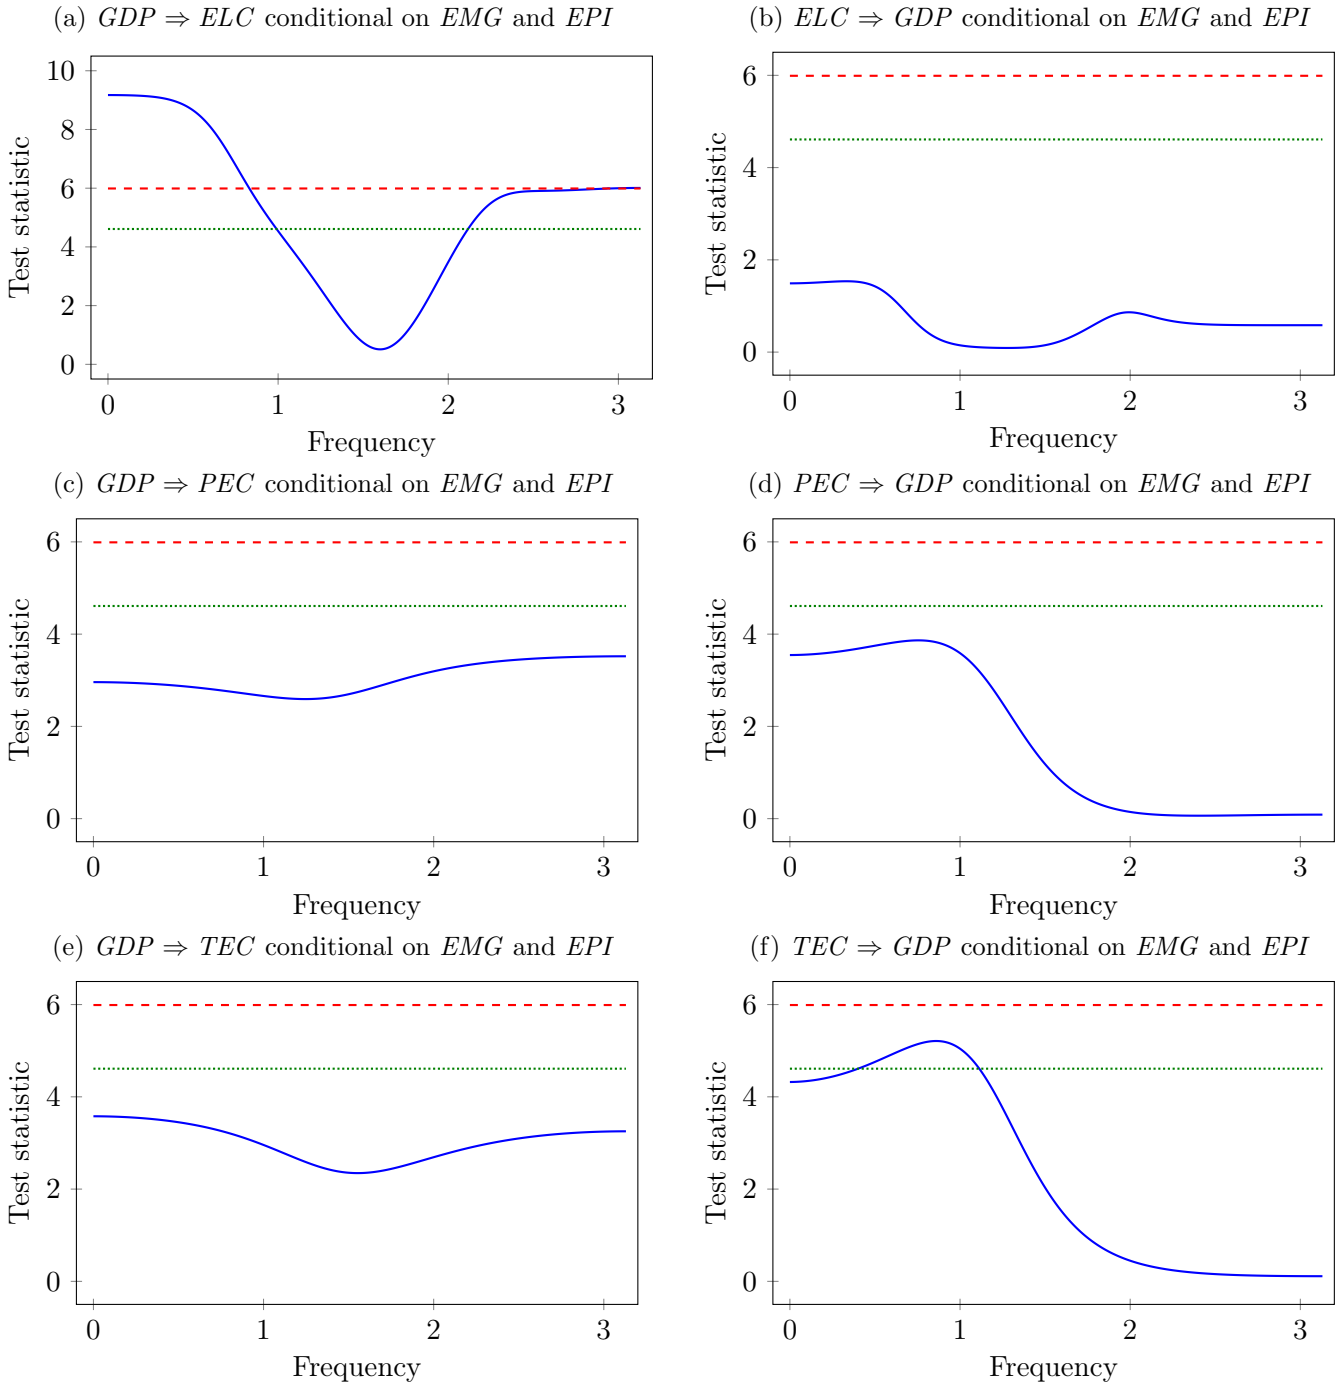 (a) GDP ⇒ ELC conditional on EMG and EPI
10
8
6
4
2
0
Test statistic
0 1 2 3
Frequency
(b) ELC ⇒ GDP conditional on EMG and EPI
6
4
2
0
Test statistic
0 1 2 3
Frequency
(c) GDP ⇒ PEC conditional on EMG and EPI
6
4
2
0
Test statistic
0 1 2 3
Frequency
(d) PEC ⇒ GDP conditional on EMG and EPI
6
4
2
0
Test statistic
0 1 2 3
Frequency
(e) GDP ⇒ TEC conditional on EMG and EPI
6
4
2
0
Test statistic
0 1 2 3
Frequency
(f) TEC ⇒ GDP conditional on EMG and EPI
6
4
2
0
Test statistic
0 1 2 3
Frequency